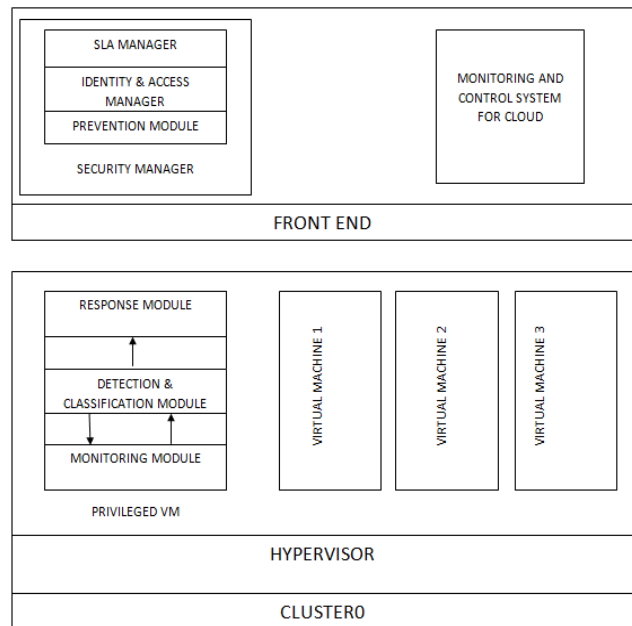 SLA MANAGER
IDENTITY & ACCESS
MANAGER
PREVENTION MODULE
SECURITY MANAGER
MONITORING AND
CONTROL SYSTEM
FOR CLOUD
FRONT END
RESPONSE MODULE
DETECTION &
CLASSIFICATION MODULE
MONITORING MODULE
PRIVILEGED VM
VIRTUAL MACHINE 1
VIRTUAL MACHINE 2
VIRTUAL MACHINE 3
HYPERVISOR
CLUSTER0